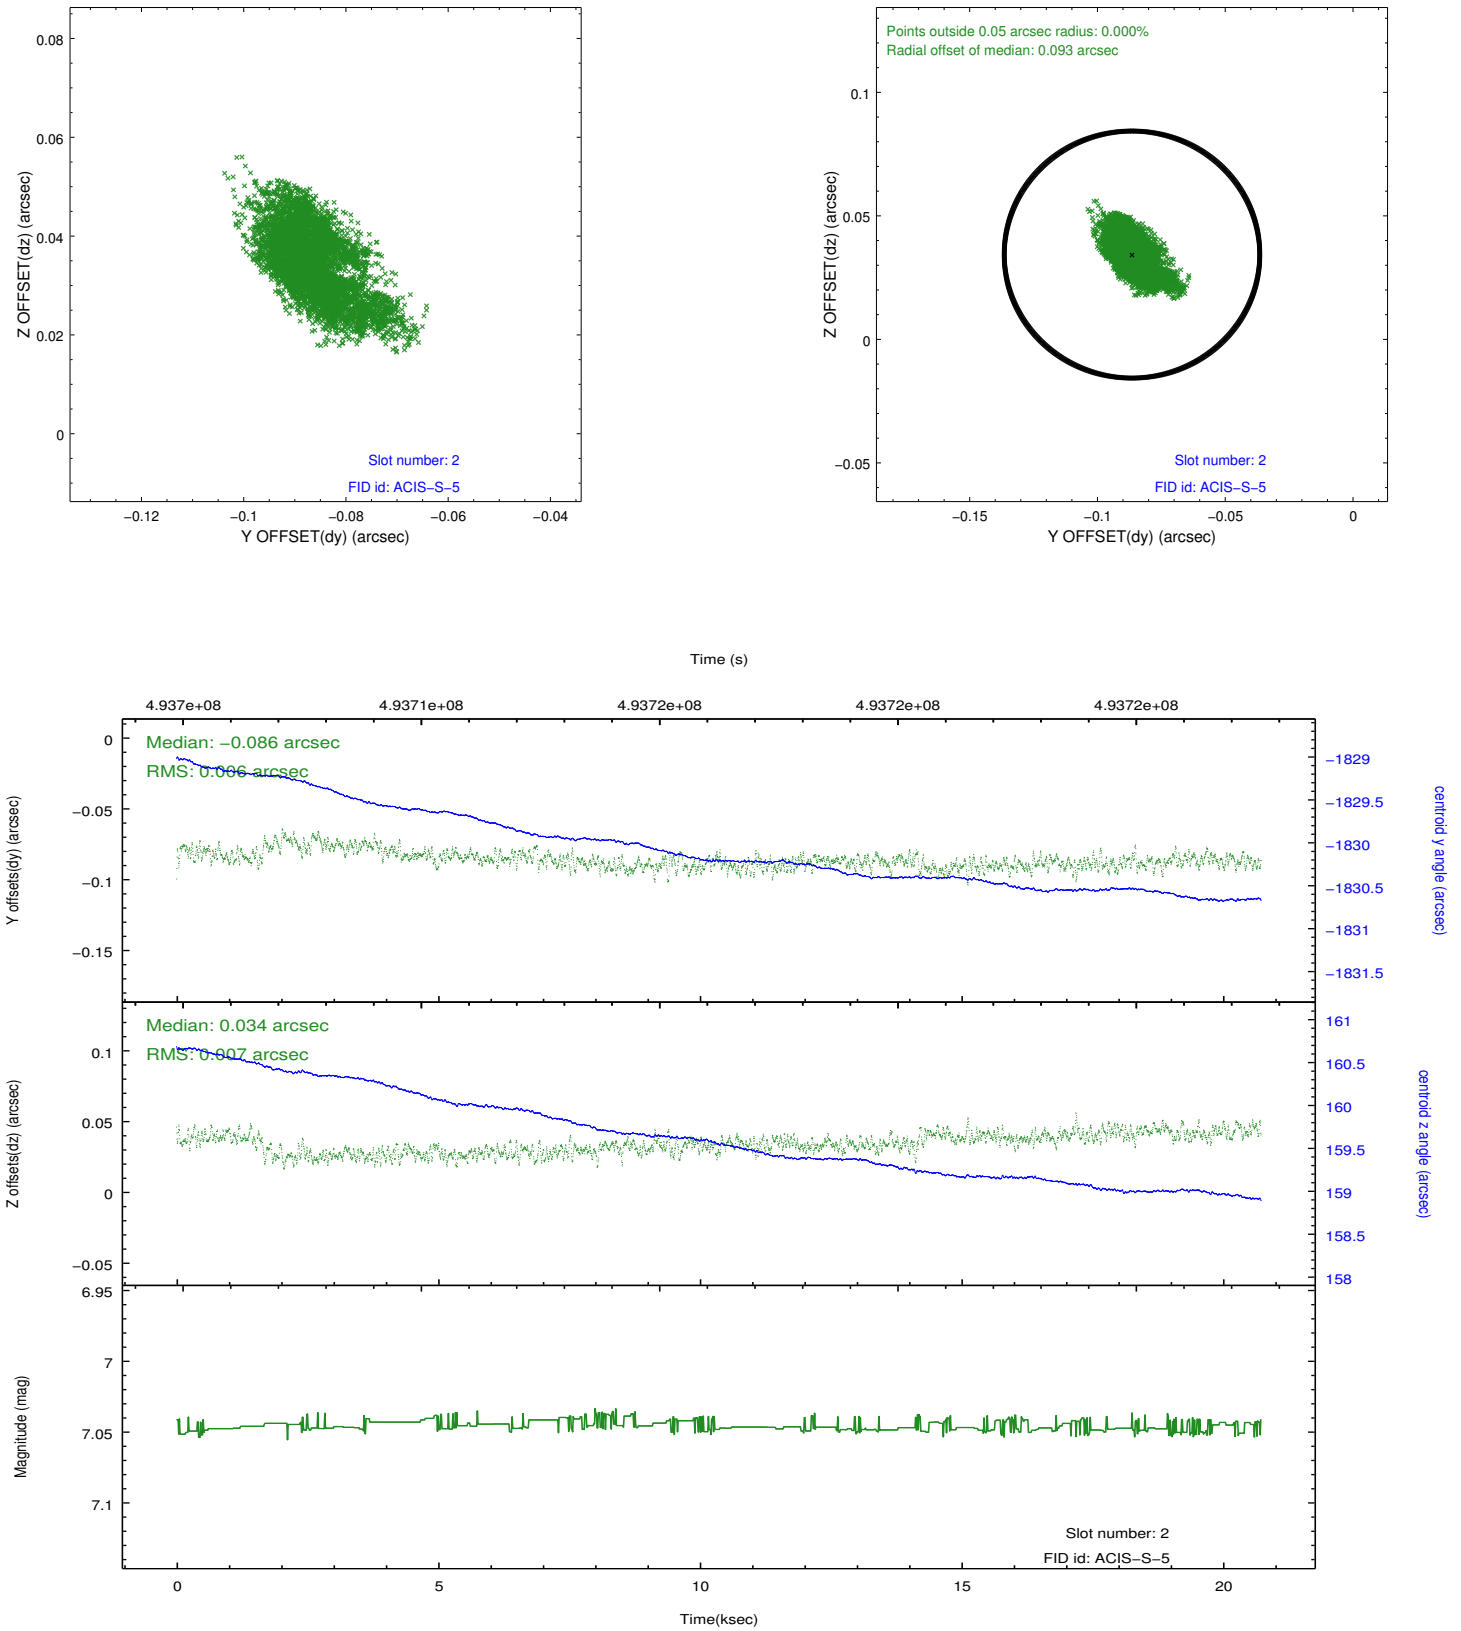 0.08
0.06
0.04
0.02
0
Z OFFSET(dz) (arcsec)
Slot number: 2
FID id: ACIS−S−5
−0.12 −0.1 −0.08 −0.06 −0.04
Y OFFSET(dy) (arcsec)
Points outside 0.05 arcsec radius: 0.000%
Radial offset of median: 0.093 arcsec
0.1
0.05
0
−0.05
Z OFFSET(dz) (arcsec)
Slot number: 2
FID id: ACIS−S−5
−0.15 −0.1 −0.05 0
Y OFFSET(dy) (arcsec)
Time (s)
4.937e+08 4.9371e+08 4.9372e+08 4.9372e+08 4.9372e+08
Median: −0.086 arcsec
RMS: 0.006 arcsec
0
−0.05
−0.1
−0.15
Y offsets(dy) (arcsec)
−1829
−1829.5
−1830
−1830.5
−1831
−1831.5
centroid y angle (arcsec)
Median: 0.034 arcsec
RMS: 0.007 arcsec
0.1
0.05
0
−0.05
Z offsets(dz) (arcsec)
161
160.5
160
159.5
159
158.5
158
centroid z angle (arcsec)
6.95
7
7.05
7.1
Magnitude (mag)
Slot number: 2
FID id: ACIS−S−5
0 5 10 15 20
Time(ksec)